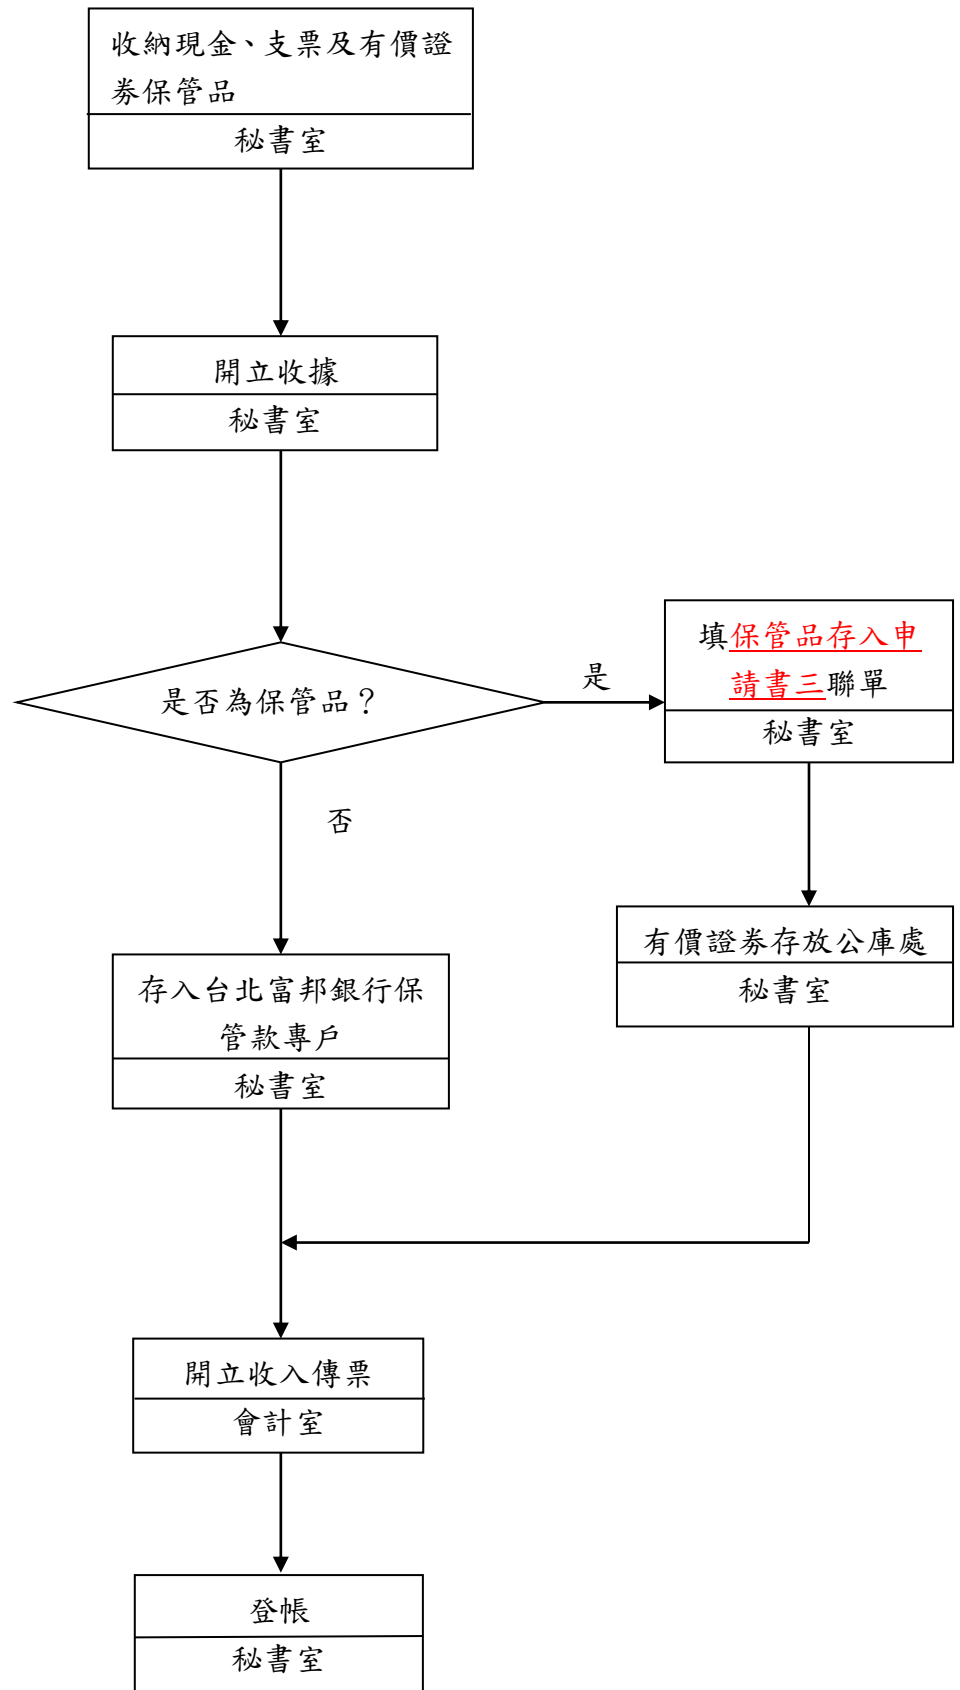 收納現金、支票及有價證
券保管品
秘書室
開立收據
秘書室
是否為保管品？
是
填保管品存入申
請書三聯單
秘書室
否
有價證券存放公庫處
秘書室
存入台北富邦銀行保
管款專戶
秘書室
開立收入傳票
會計室
登帳
秘書室